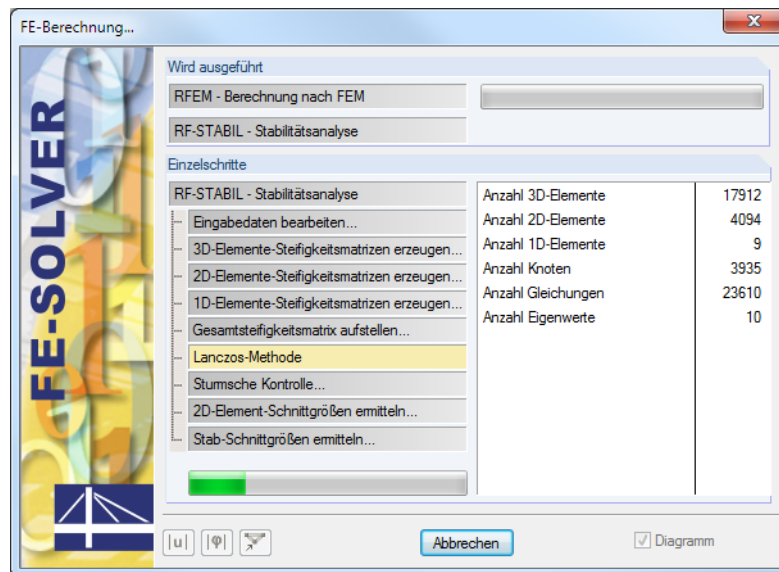 FE-Berechnung...
FE-SOLVER
Wird ausgeführt
RFEM - Berechnung nach FEM
RF-STABIL - Stabilitätsanalyse
Einzelschritte
RF-STABIL - Stabilitätsanalyse
Eingabedaten bearbeiten...
3D-Elemente-Steifigkeitsmatrizen erzeugen...
2D-Elemente-Steifigkeitsmatrizen erzeugen...
1D-Elemente-Steifigkeitsmatrizen erzeugen...
Gesamtsteifigkeitsmatrix aufstellen...
Lanczos-Methode
Sturmsche Kontrolle...
2D-Element-Schnittgrößen ermitteln...
Stab-Schnittgrößen ermitteln...
Anzahl 3D-Elemente 17912
Anzahl 2D-Elemente 4094
Anzahl 1D-Elemente 9
Anzahl Knoten 3935
Anzahl Gleichungen 23610
Anzahl Eigenwerte 10
|u| |φ|
Abbrechen
Diagramm